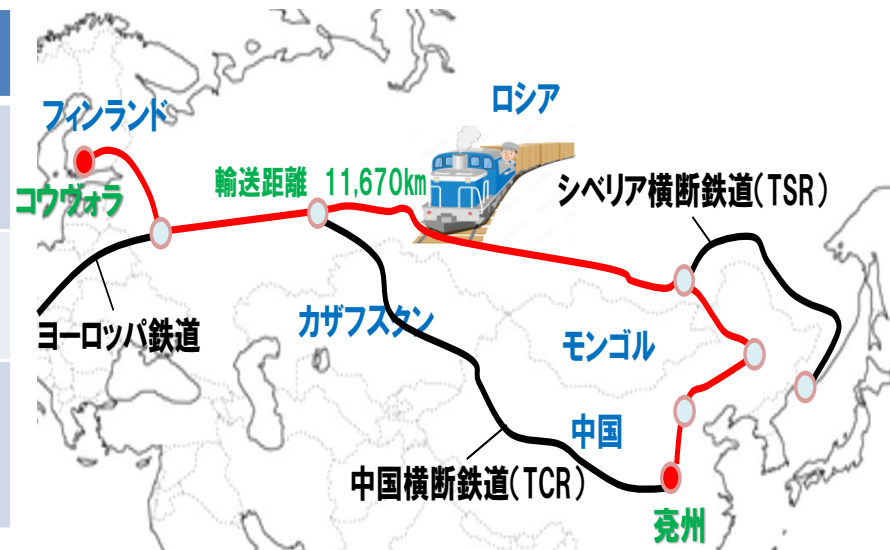 ロシア
フィンランド
シベリア横断鉄道(TSR)
輸送距離 11,670km
コウヴォラ
カザフスタン
ヨーロッパ鉄道
モンゴル
中国
中国横断鉄道(TCR)
兗州